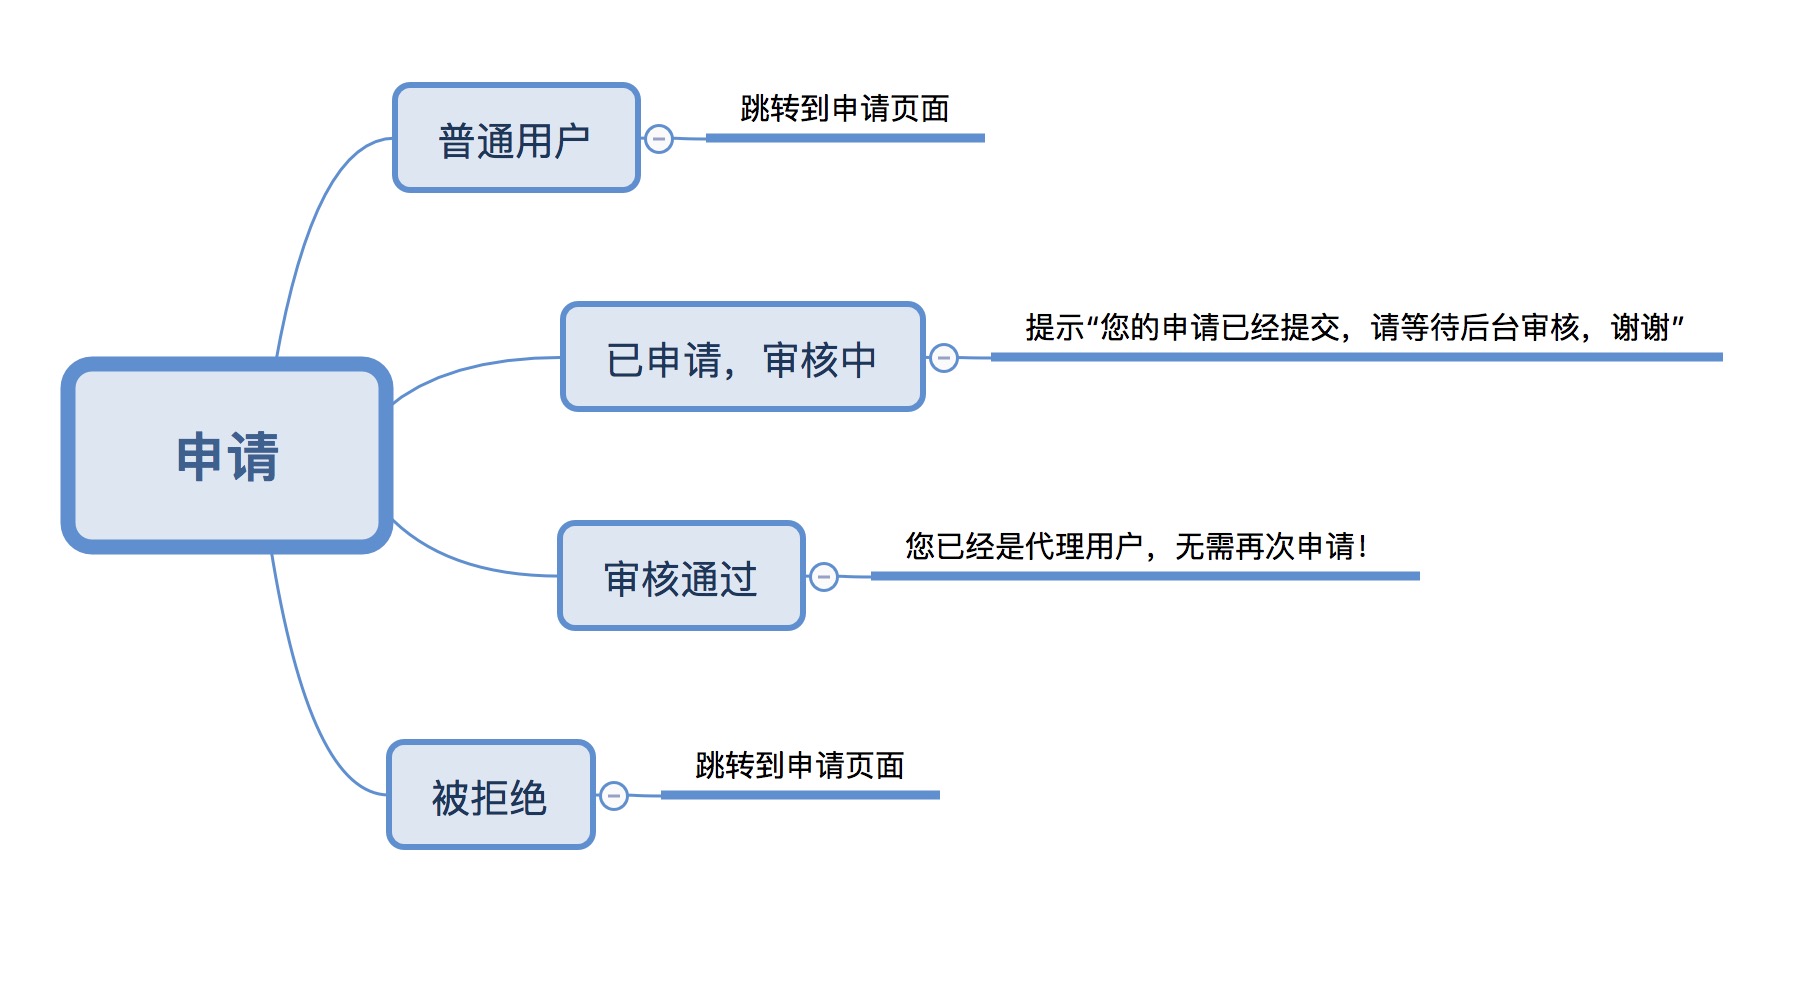 普通用户
跳转到申请页面
已申请，审核中
提示“您的申请已经提交，请等待后台审核，谢谢”
申请
审核通过
您已经是代理用户，无需再次申请！
被拒绝
跳转到申请页面